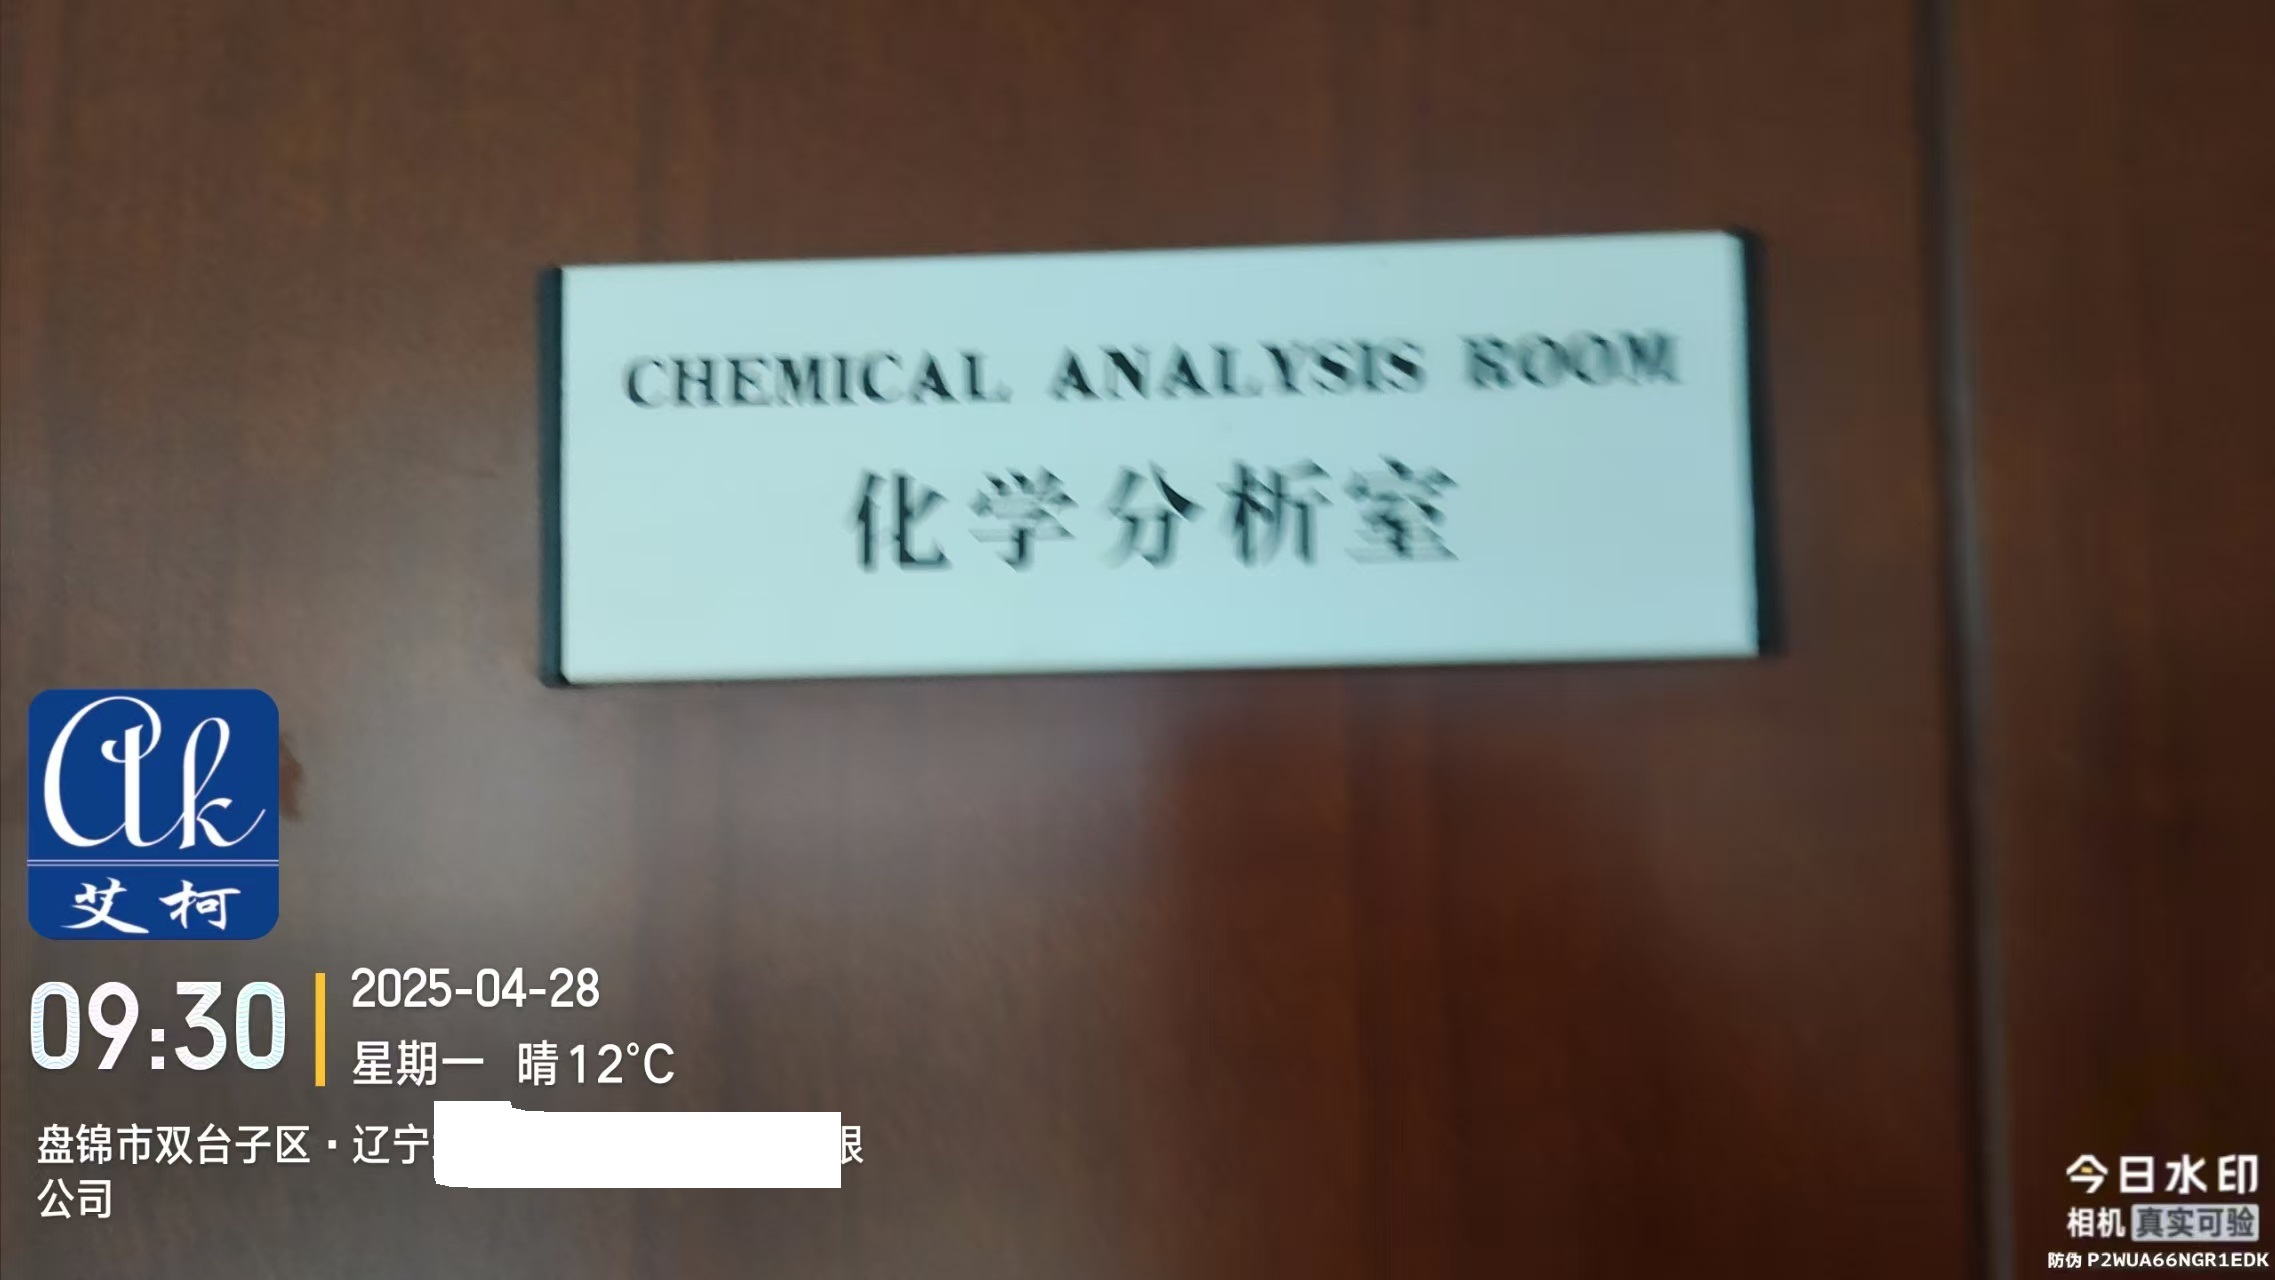 CHEMICAL ANALYSIS ROOM
化学分析室
Ak
艾柯
09:30
2025-04-28
星期一 晴12°C
盘锦市双台子区·辽宁 限
公司
今日水印
相机 真实可验
防伪 P2WUA66NGR1EDK